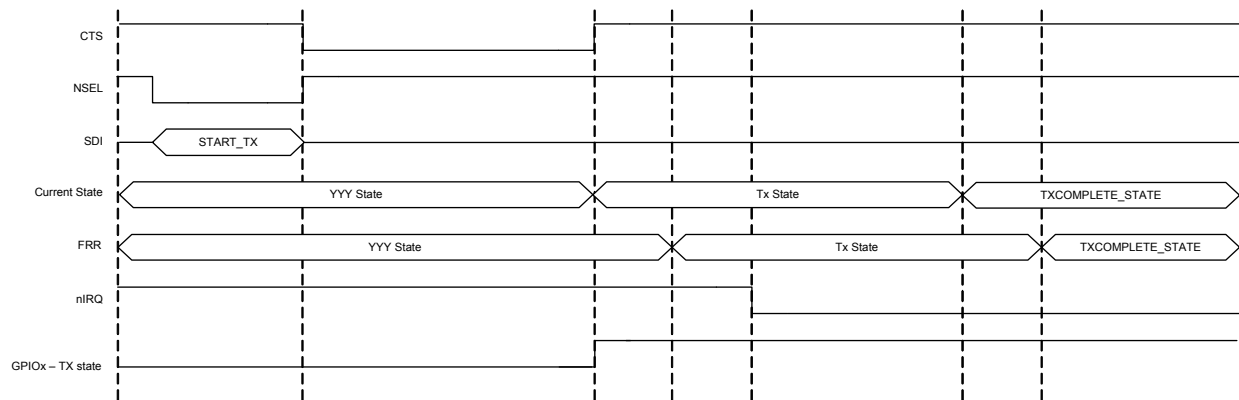 CTS
NSEL
SDI START_TX
Current State YYY State Tx State TXCOMPLETE_STATE
FRR YYY State Tx State TXCOMPLETE_STATE
nIRQ
GPIOx – TX state